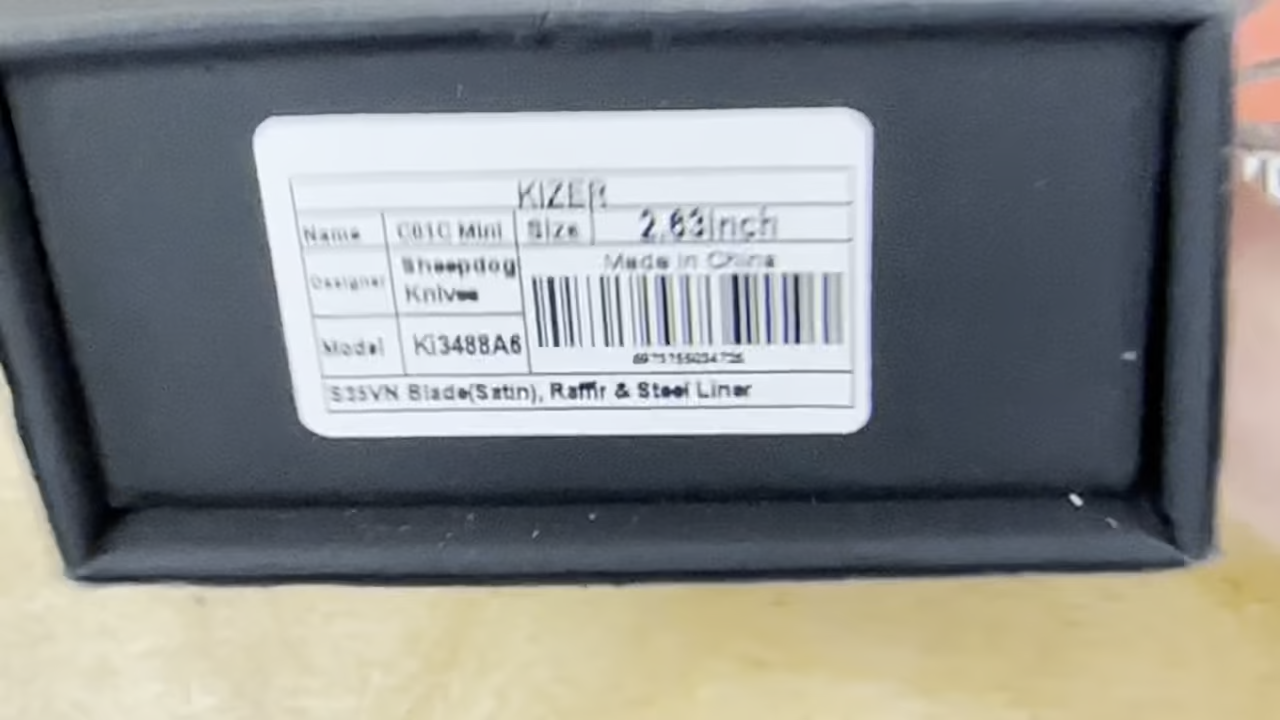 KIZER
Name C01C Mini Size 2.63Inch
Designer Sheepdog Knives
Made in China
Model Ki3488A6
S35VN Blade(Satin), Raffir & Steel Liner